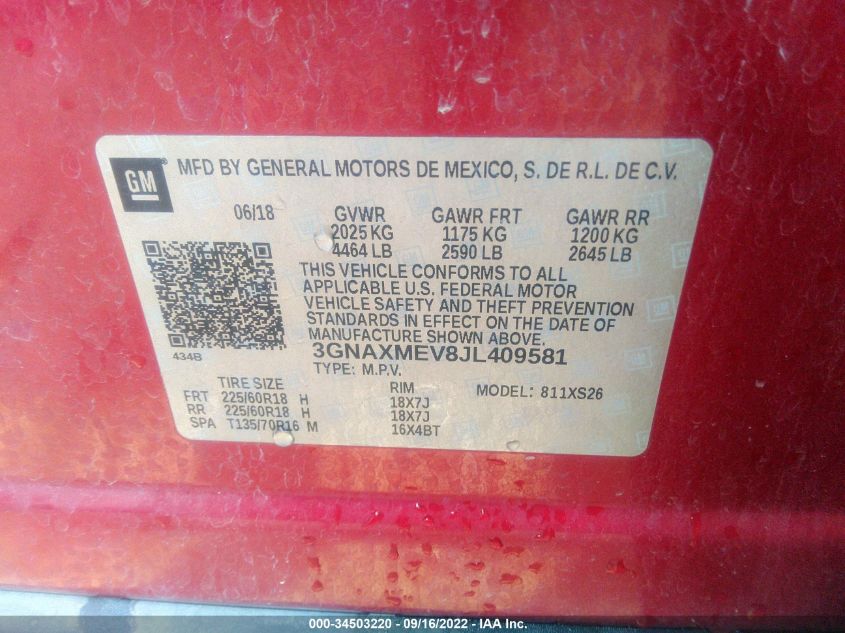 GM
MFD BY GENERAL MOTORS DE MEXICO, S. DE R.L. DE C.V.
06/18 GVWR GAWR FRT GAWR RR
2025 KG 1175 KG 1200 KG
4464 LB 2590 LB 2645 LB
THIS VEHICLE CONFORMS TO ALL
APPLICABLE U.S. FEDERAL MOTOR
VEHICLE SAFETY AND THEFT PREVENTION
STANDARDS IN EFFECT ON THE DATE OF
MANUFACTURE SHOWN ABOVE.
434B
3GNAXMEV8JL409581
TYPE: M.P.V.
TIRE SIZE RIM MODEL: 811XS26
FRT 225/60R18 H 18X7J
RR 225/60R18 H 18X7J
SPA T135/70R16 M 16X4BT
000-34503220 - 09/16/2022 - IAA Inc.